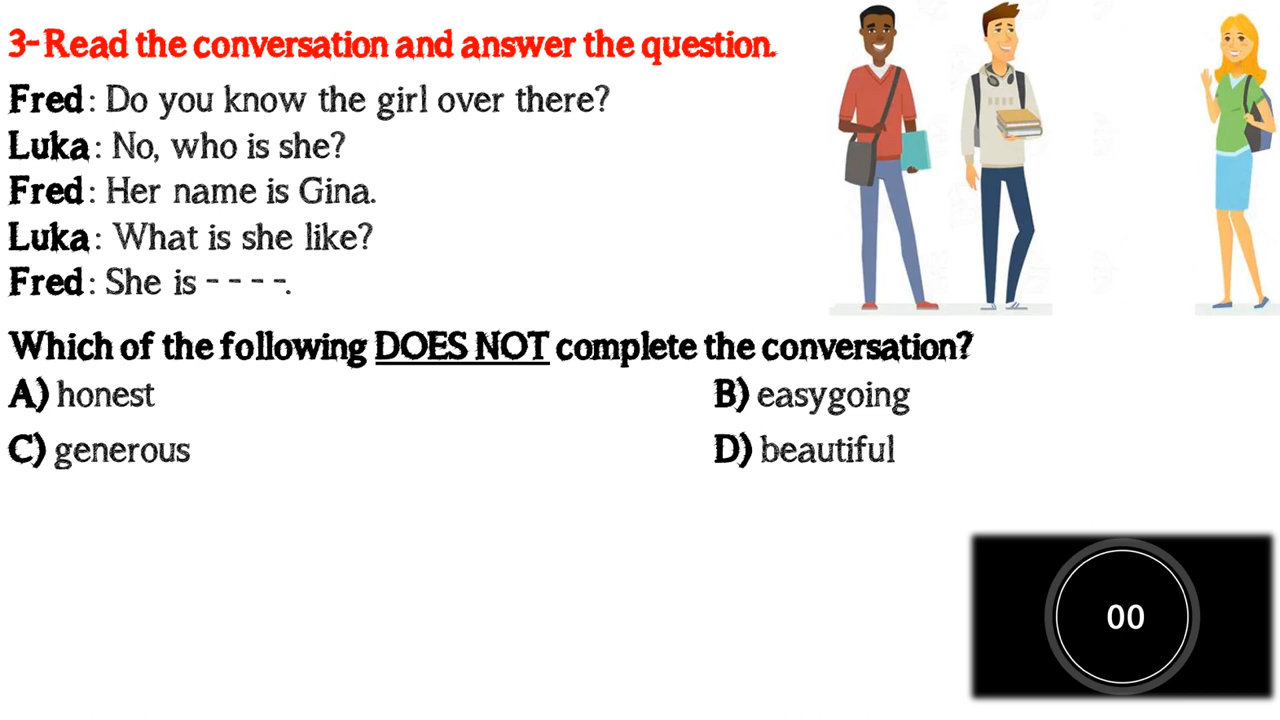 3- Read the conversation and answer the question.
Fred: Do you know the girl over there?
Luka: No, who is she?
Fred: Her name is Gina.
Luka: What is she like?
Fred: She is - - - -.
Which of the following DOES NOT complete the conversation?
A) honest B) easygoing
C) generous D) beautiful
00